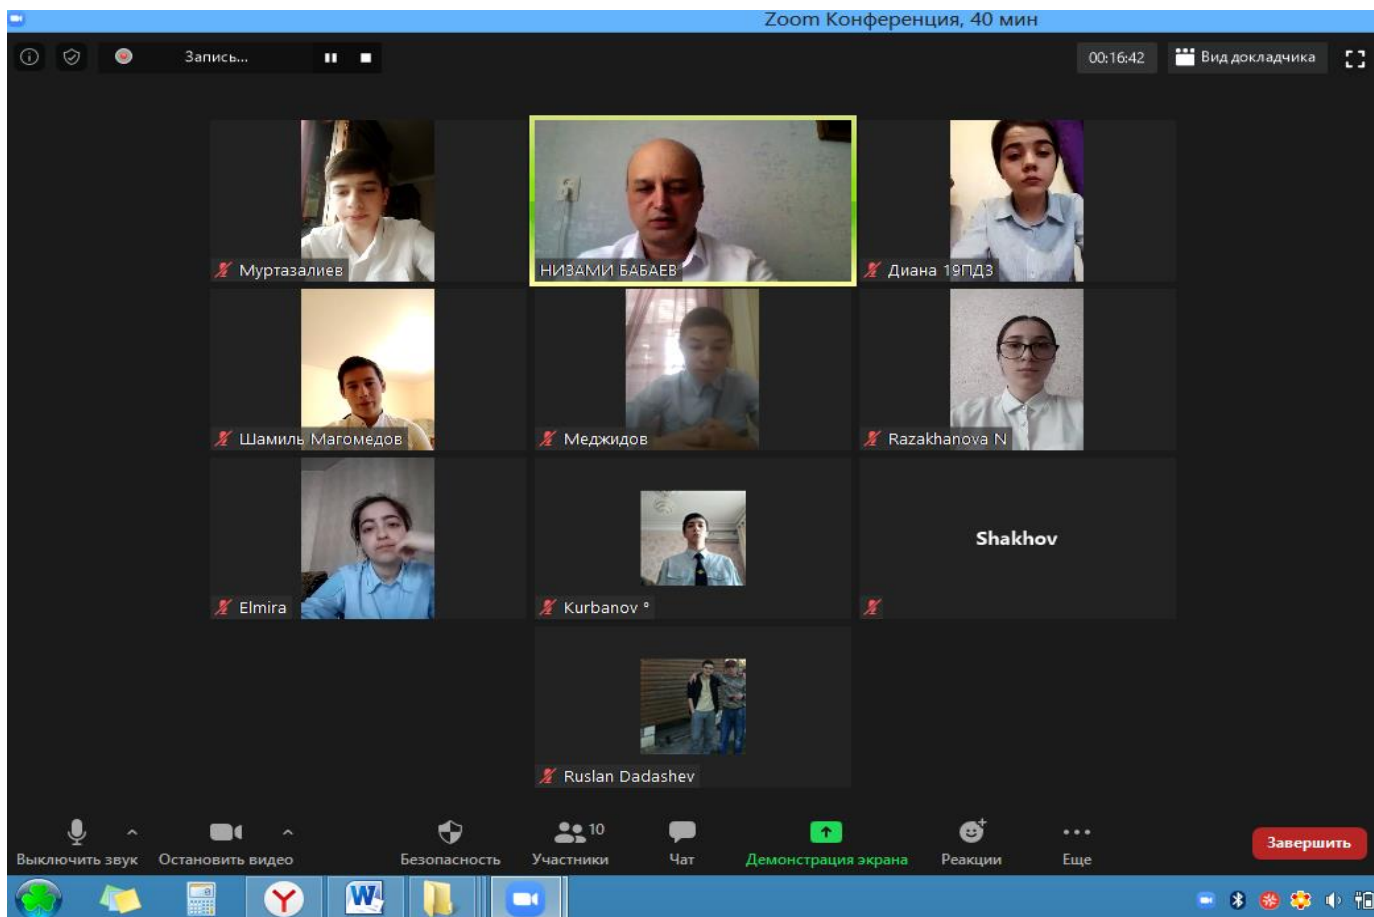 Zoom Конференция, 40 мин
Запись...
00:16:42
Вид докладчика
Муртазалиев
НИЗАМИ БАБАЕВ
Диана 19ПД3
Шамиль Магомедов
Меджидов
Razakhanova N
Elmira
Kurbanov °
Shakhov
Ruslan Dadashev
Выключить звук
Остановить видео
Безопасность
Участники 10
Чат
Демонстрация экрана
Реакции
Еще
Завершить